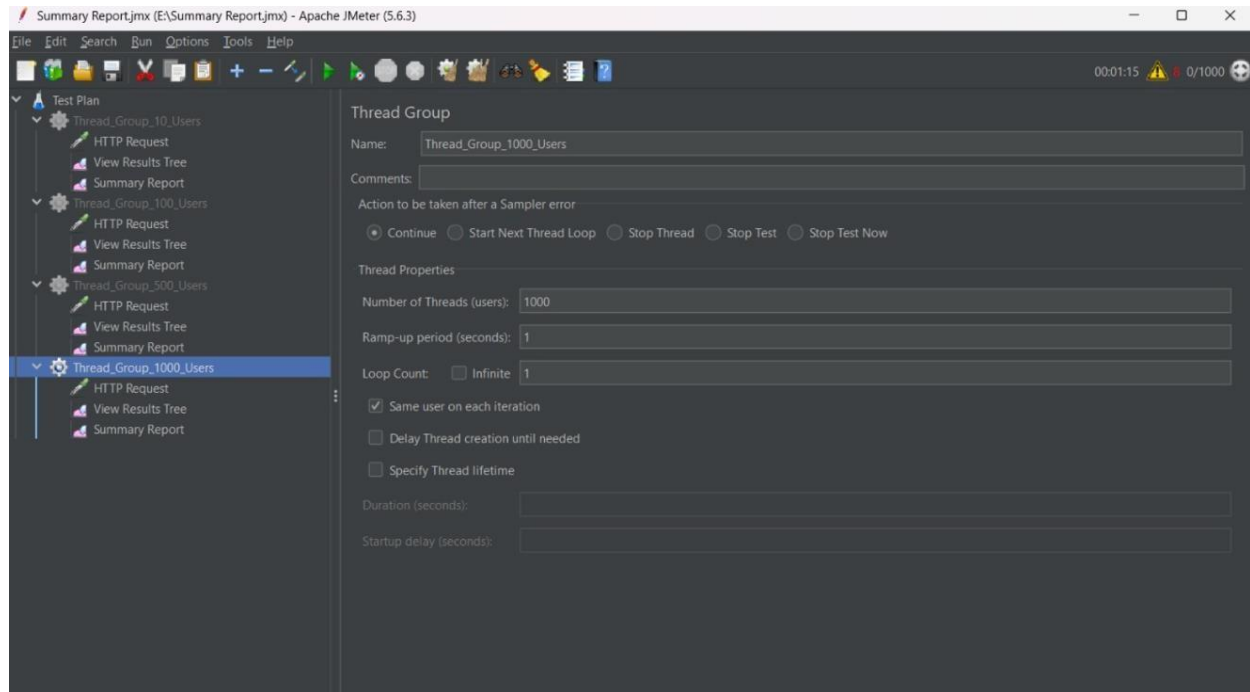 Summary Report.jmx (E:\Summary Report.jmx) - Apache JMeter (5.6.3)
File Edit Search Run Options Tools Help
00:01:15 8 0/1000
Test Plan
Thread_Group_10_Users
HTTP Request
View Results Tree
Summary Report
Thread_Group_100_Users
HTTP Request
View Results Tree
Summary Report
Thread_Group_500_Users
HTTP Request
View Results Tree
Summary Report
Thread_Group_1000_Users
HTTP Request
View Results Tree
Summary Report
Thread Group
Name: Thread_Group_1000_Users
Comments:
Action to be taken after a Sampler error
Continue Start Next Thread Loop Stop Thread Stop Test Stop Test Now
Thread Properties
Number of Threads (users): 1000
Ramp-up period (seconds): 1
Loop Count: Infinite 1
Same user on each iteration
Delay Thread creation until needed
Specify Thread lifetime
Duration (seconds):
Startup delay (seconds):